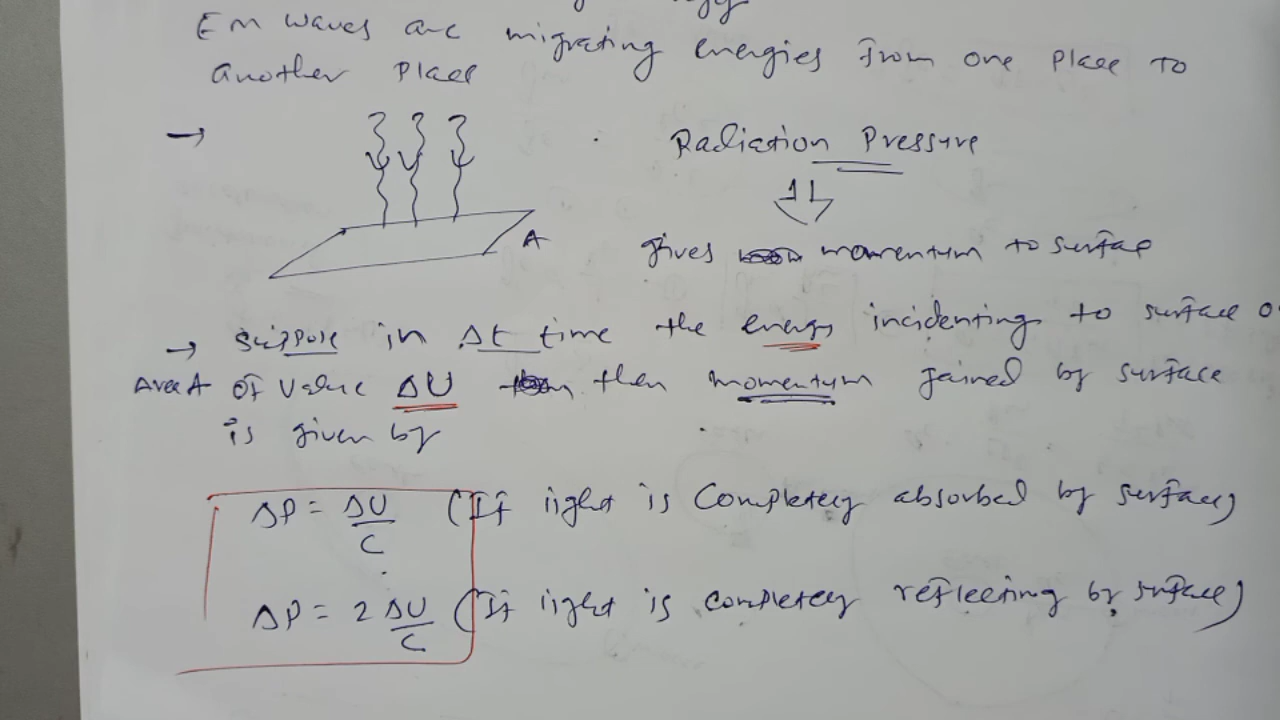 EM waves are migrating energies from one place to
another place
→ Radiation Pressure
A
gives momentum to surface
→ suppose in Δt time the energy incidenting to surface of
Area A of value ΔU then momentum gained by surface
is given by
ΔP = ΔU/C (If light is completely absorbed by surface)
ΔP = 2ΔU/C (If light is completely reflecting by surface)